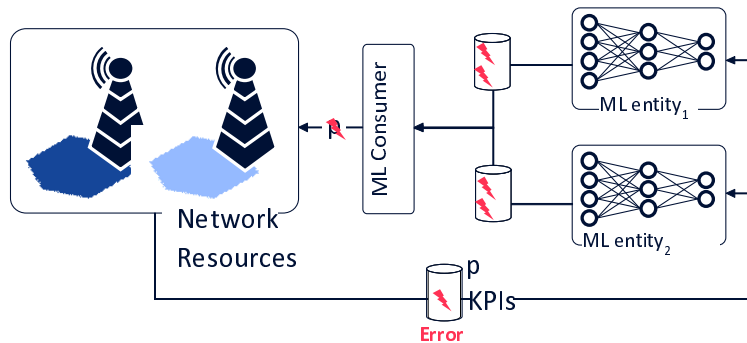 ML entity1
p
ML Consumer
ML entity2
Network
Resources
p
KPIs
Error